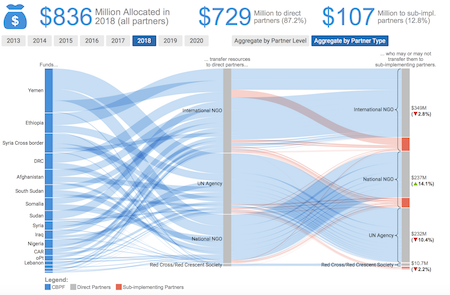 $836 Million Allocated in
2018 (all partners)
$729 Million to direct
partners (87.2%)
$107 Million to sub-impl.
partners (12.8%)
2013 2014 2015 2016 2017 2018 2019 2020
Aggregate by Partner Level Aggregate by Partner Type
Funds...
... transfer resources
to direct partners...
... who may or may not
transfer them to
sub-implementing partners.
Yemen
Ethiopia
Syria Cross border
DRC
Afghanistan
South Sudan
Somalia
Sudan
Syria
Iraq
Nigeria
CAR
oPt
Lebanon
International NGO
UN Agency
National NGO
Red Cross/Red Crescent Society
International NGO
$349M
(▼2.8%)
National NGO
$237M
(▲14.1%)
UN Agency
$232M
(▼10.4%)
Red Cross/Red Crescent Society
$10.7M
(▼2.2%)
Legend:
CBPF Direct Partners Sub-implementing Partners